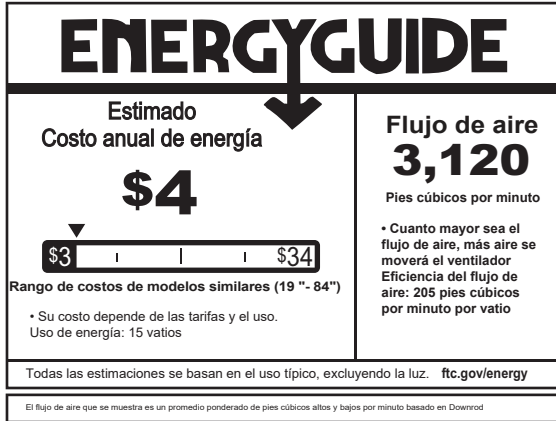 ENERGYGUIDE
Estimado
Costo anual de energía
$4
$3
$34
Rango de costos de modelos similares (19 "- 84")
• Su costo depende de las tarifas y el uso.
Uso de energía: 15 vatios
Flujo de aire
3,120
Pies cúbicos por minuto
• Cuanto mayor sea el
flujo de aire, más aire se
moverá el ventilador
Eficiencia del flujo de
aire: 205 pies cúbicos
por minuto por vatio
Todas las estimaciones se basan en el uso típico, excluyendo la luz. ftc.gov/energy
El flujo de aire que se muestra es un promedio ponderado de pies cúbicos altos y bajos por minuto basado en Downrod